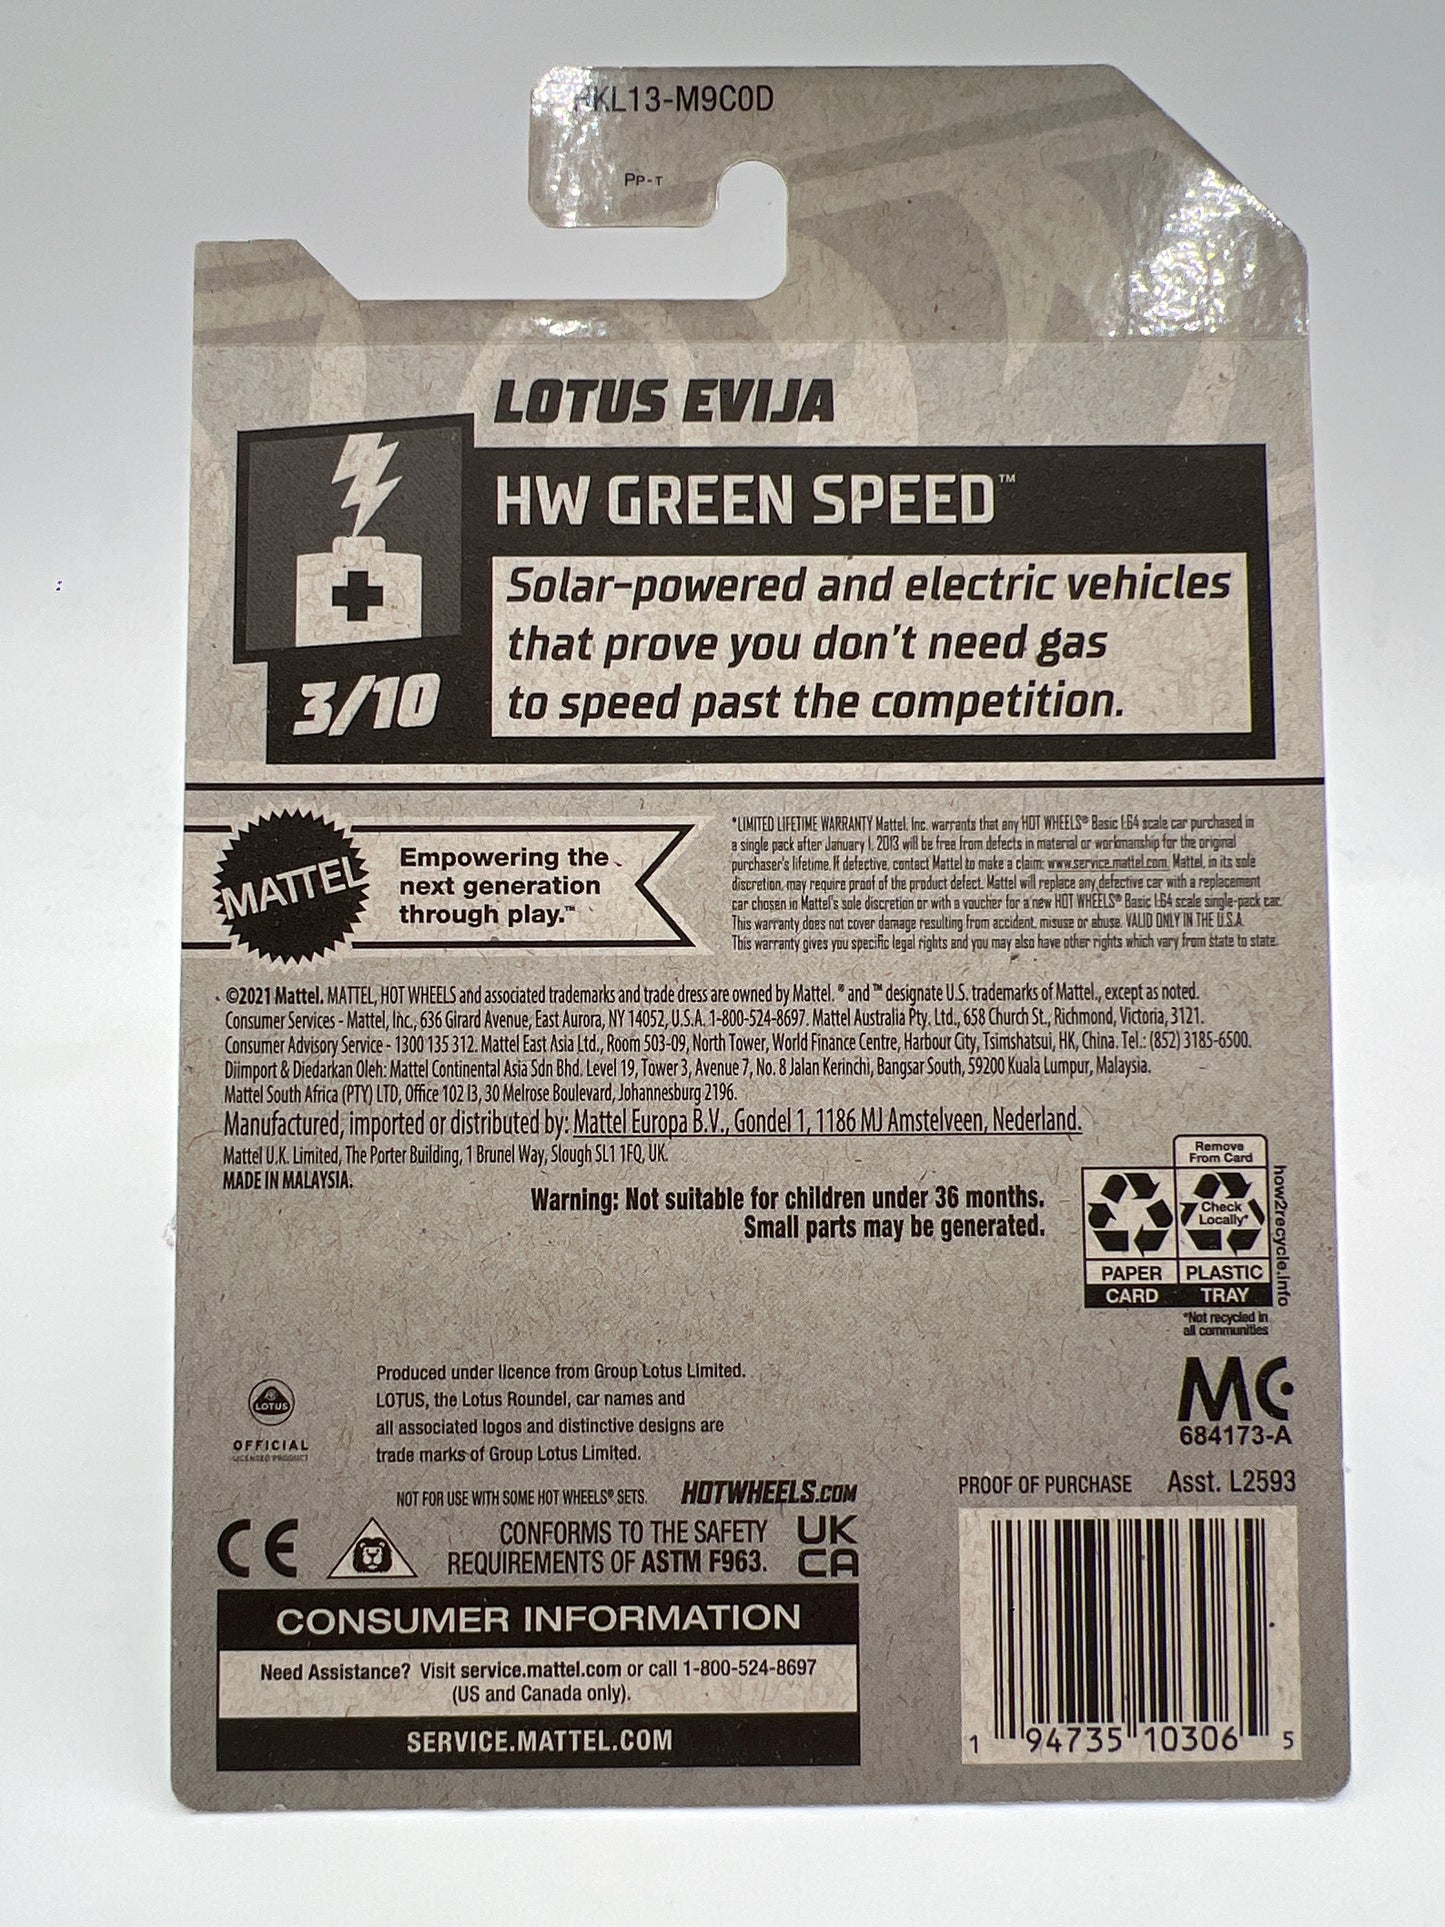 HKL13-M9C0D
PP-T
LOTUS EVIJA
HW GREEN SPEED™
Solar-powered and electric vehicles
that prove you don't need gas
to speed past the competition.
3/10
MATTEL
Empowering the
next generation
through play.™
*LIMITED LIFETIME WARRANTY Mattel, Inc. warrants that any HOT WHEELS® Basic 1:64 scale car purchased in
a single pack after January 1, 2013 will be free from defects in material or workmanship for the original
purchaser's lifetime. If defective, contact Mattel to make a claim: www.service.mattel.com. Mattel, in its sole
discretion, may require proof of the product defect. Mattel will replace any defective car with a replacement
car chosen in Mattel's sole discretion or with a voucher for a new HOT WHEELS® Basic 1:64 scale single-pack car.
This warranty does not cover damage resulting from accident, misuse or abuse. VALID ONLY IN THE U.S.A.
This warranty gives you specific legal rights and you may also have other rights which vary from state to state.
©2021 Mattel. MATTEL, HOT WHEELS and associated trademarks and trade dress are owned by Mattel. ® and ™ designate U.S. trademarks of Mattel., except as noted.
Consumer Services - Mattel, Inc., 636 Girard Avenue, East Aurora, NY 14052, U.S.A. 1-800-524-8697. Mattel Australia Pty. Ltd., 658 Church St., Richmond, Victoria, 3121.
Consumer Advisory Service - 1300 135 312. Mattel East Asia Ltd., Room 503-09, North Tower, World Finance Centre, Harbour City, Tsimshatsui, HK, China. Tel.: (852) 3185-6500.
Diimport & Diedarkan Oleh: Mattel Continental Asia Sdn Bhd. Level 19, Tower 3, Avenue 7, No. 8 Jalan Kerinchi, Bangsar South, 59200 Kuala Lumpur, Malaysia.
Mattel South Africa (PTY) LTD, Office 102 I3, 30 Melrose Boulevard, Johannesburg 2196.
Manufactured, imported or distributed by: Mattel Europa B.V., Gondel 1, 1186 MJ Amstelveen, Nederland.
Mattel U.K. Limited, The Porter Building, 1 Brunel Way, Slough SL1 1FQ, UK.
MADE IN MALAYSIA.
Warning: Not suitable for children under 36 months.
Small parts may be generated.
Remove
From Card
Check
Locally*
PAPER
PLASTIC
CARD
TRAY
how2recycle.info
*Not recycled in
all communities
Produced under licence from Group Lotus Limited.
LOTUS, the Lotus Roundel, car names and
all associated logos and distinctive designs are
trade marks of Group Lotus Limited.
LOTUS
OFFICIAL
LICENSED PRODUCT
MC
684173-A
NOT FOR USE WITH SOME HOT WHEELS® SETS.
HOTWHEELS.COM
PROOF OF PURCHASE
Asst. L2593
CE
CONFORMS TO THE SAFETY
REQUIREMENTS OF ASTM F963.
UK
CA
CONSUMER INFORMATION
Need Assistance? Visit service.mattel.com or call 1-800-524-8697
(US and Canada only).
SERVICE.MATTEL.COM
1 94735 10306 5